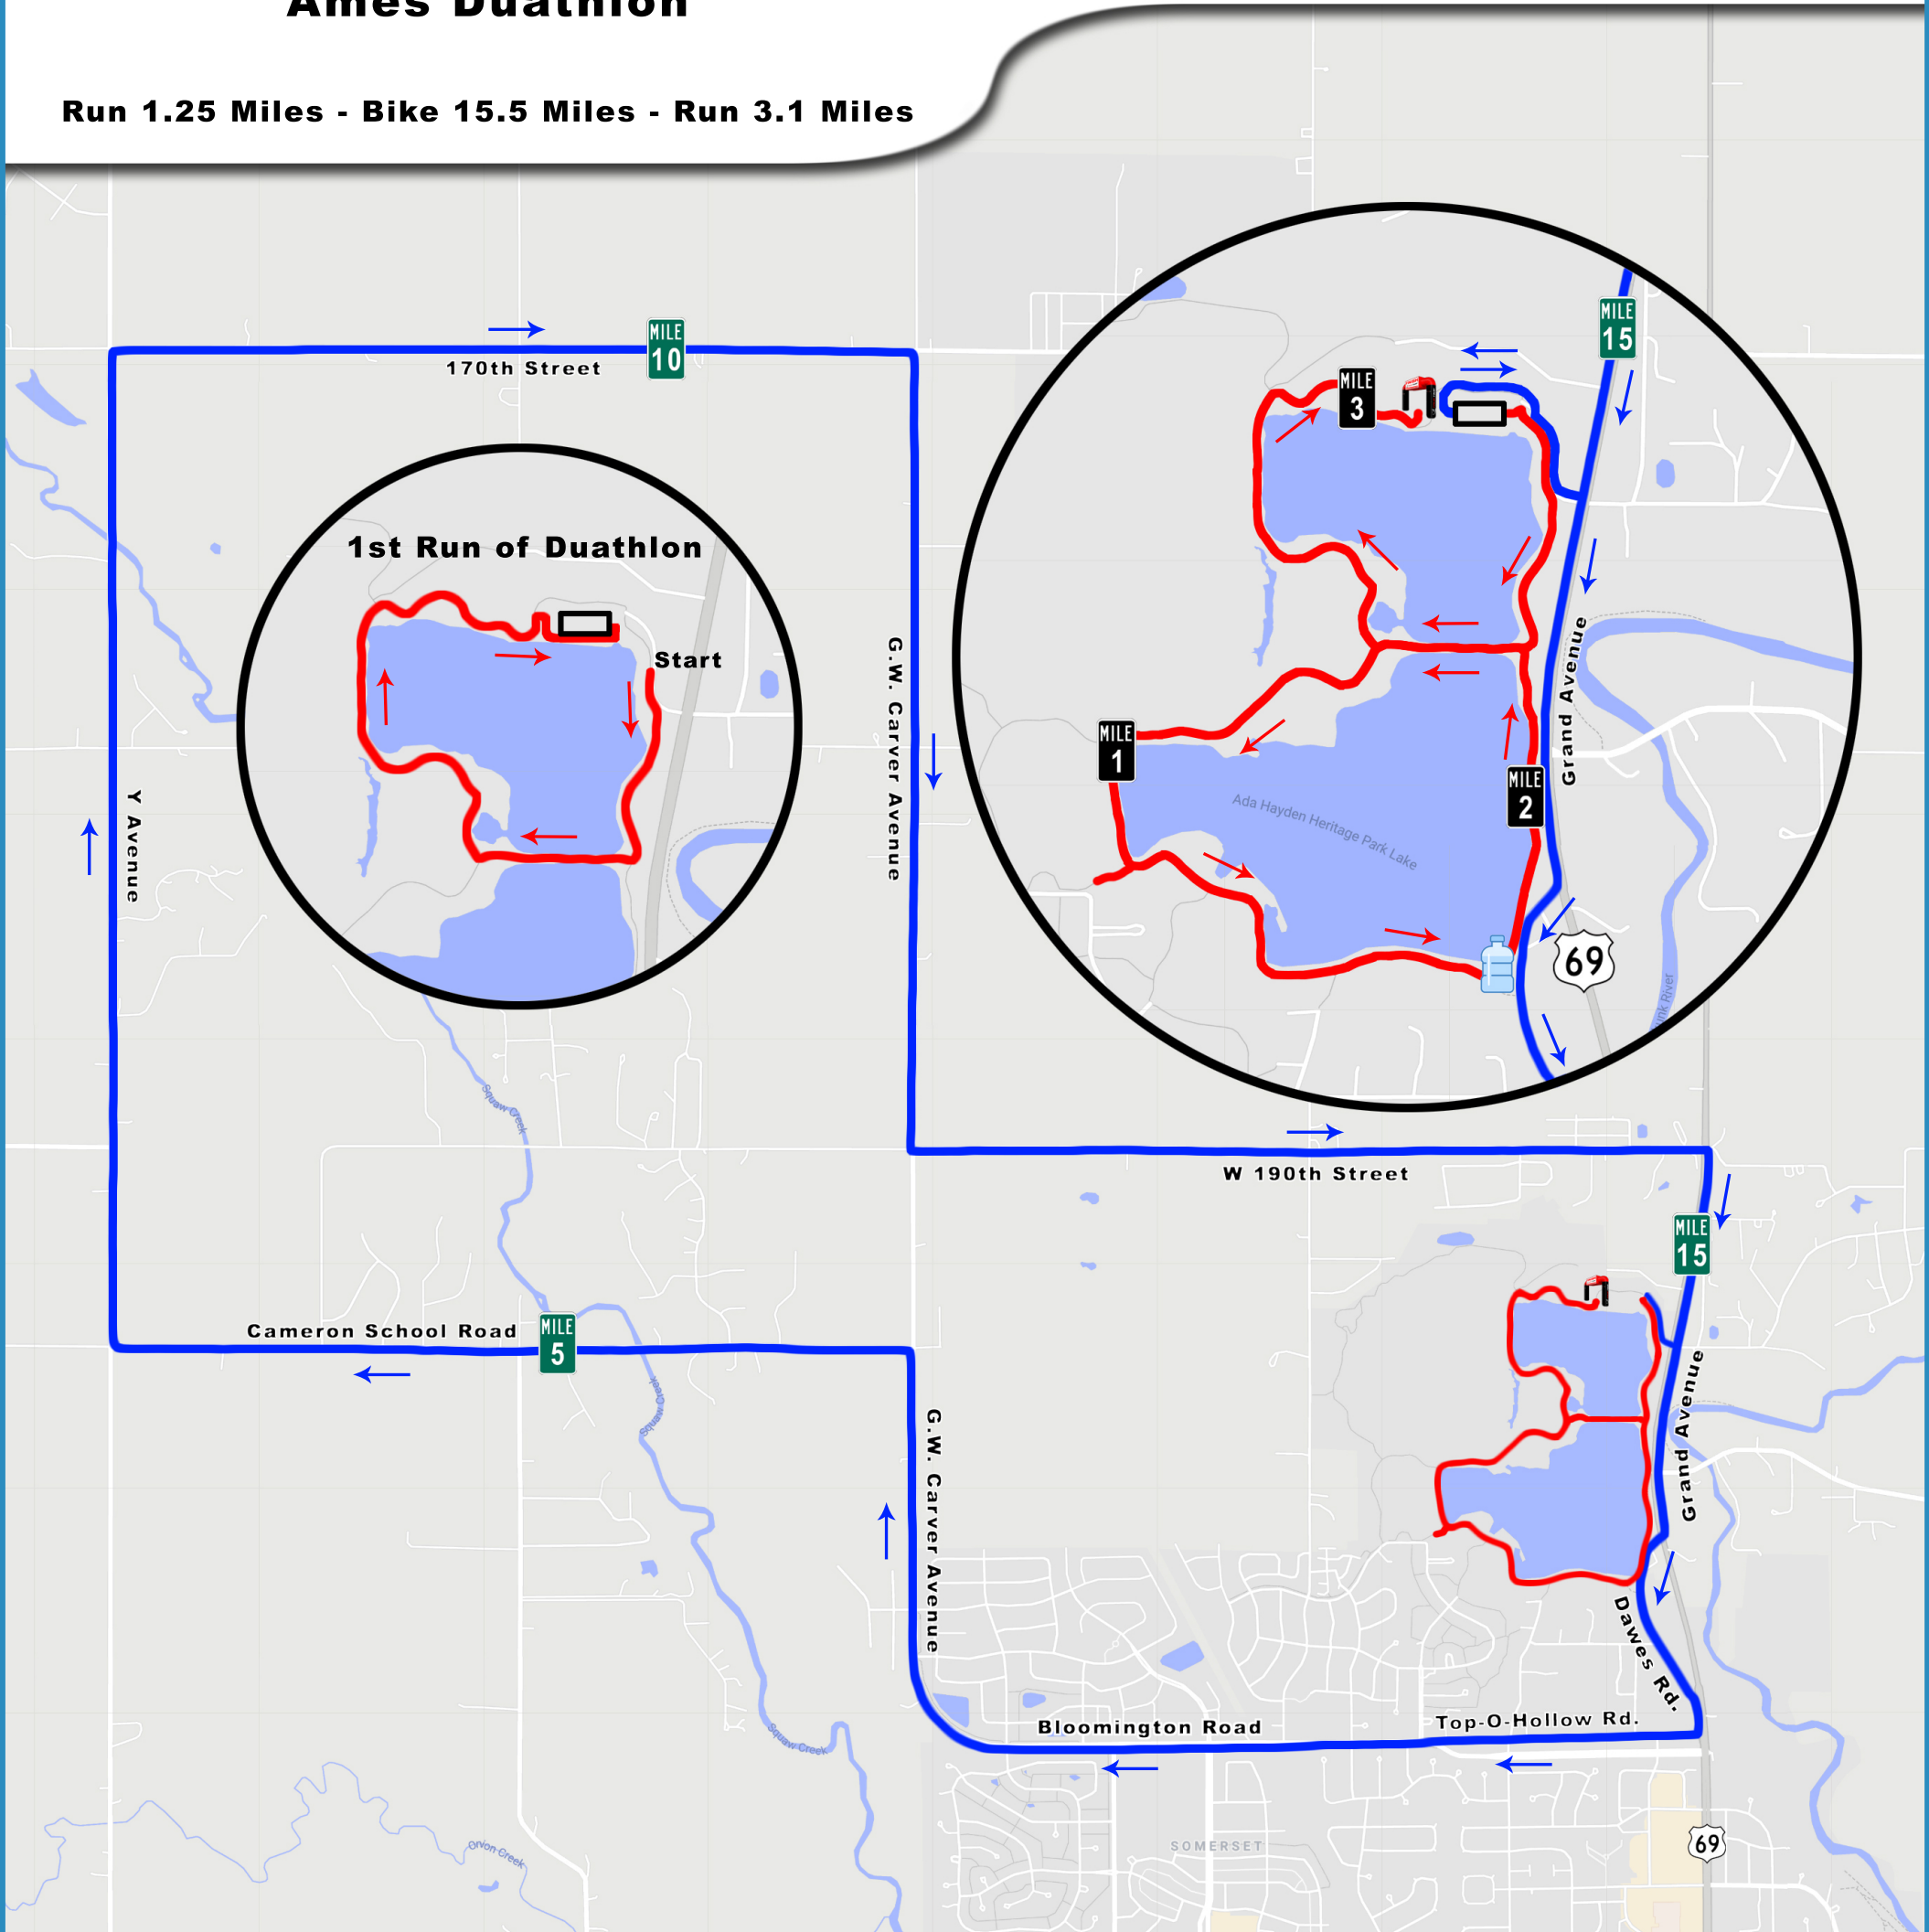 Ames Duathlon
Run 1.25 Miles - Bike 15.5 Miles - Run 3.1 Miles
MILE
15
MILE
10
170th Street
MILE
3
1st Run of Duathlon
Start
Grand Avenue
G.W. Carver Avenue
MILE
1
MILE
2
Y Avenue
Ada Hayden Heritage Park Lake
69
River
Squaw Creek
W 190th Street
MILE
15
Cameron School Road
MILE
5
Squaw Creek
Grand Avenue
G.W. Carver Avenue
Dawes Rd.
Bloomington Road
Top-O-Hollow Rd.
Squaw Creek
SOMERSET
69
Onion Creek